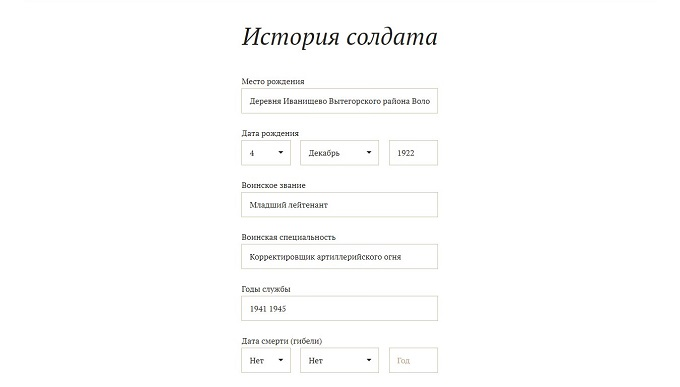 История солдата
Место рождения
Деревня Иванищево Вытегорского района Воло
Дата рождения
4 Декабрь 1922
Воинское звание
Младший лейтенант
Воинская специальность
Корректировщик артиллерийского огня
Годы службы
1941 1945
Дата смерти (гибели)
Нет Нет Год